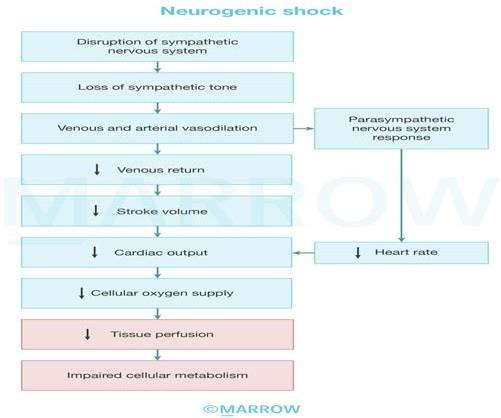 Neurogenic shock
Disruption of sympathetic
nervous system
Loss of sympathetic tone
Venous and arterial vasodilation
Parasympathetic
nervous system
response
↓ Venous return
↓ Stroke volume
↓ Cardiac output
↓ Heart rate
↓ Cellular oxygen supply
↓ Tissue perfusion
Impaired cellular metabolism
MARROW
©MARROW